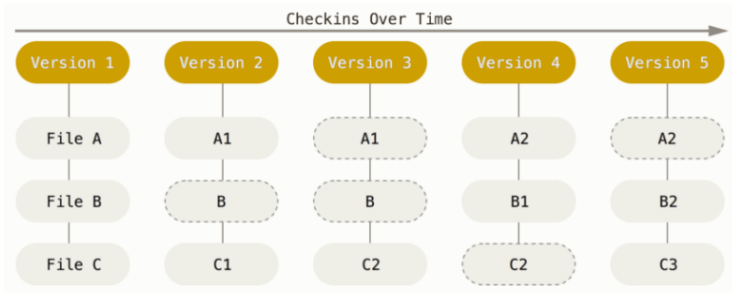 Checkins Over Time
Version 1 Version 2 Version 3 Version 4 Version 5
File A A1 A1 A2 A2
File B B B B1 B2
File C C1 C2 C2 C3